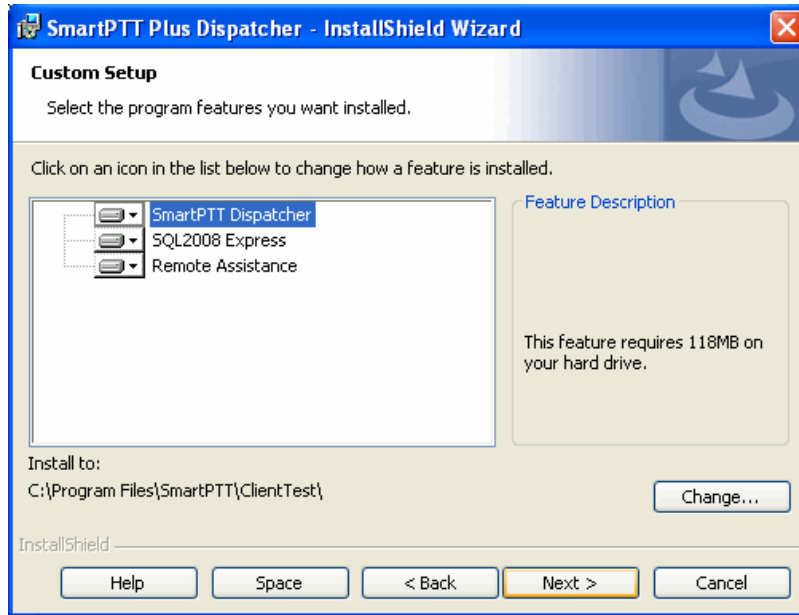 SmartPTT Plus Dispatcher - InstallShield Wizard
Custom Setup
Select the program features you want installed.
Click on an icon in the list below to change how a feature is installed.
SmartPTT Dispatcher
SQL2008 Express
Remote Assistance
Feature Description
This feature requires 118MB on
your hard drive.
Install to:
C:\Program Files\SmartPTT\ClientTest\
Change...
InstallShield
Help
Space
< Back
Next >
Cancel